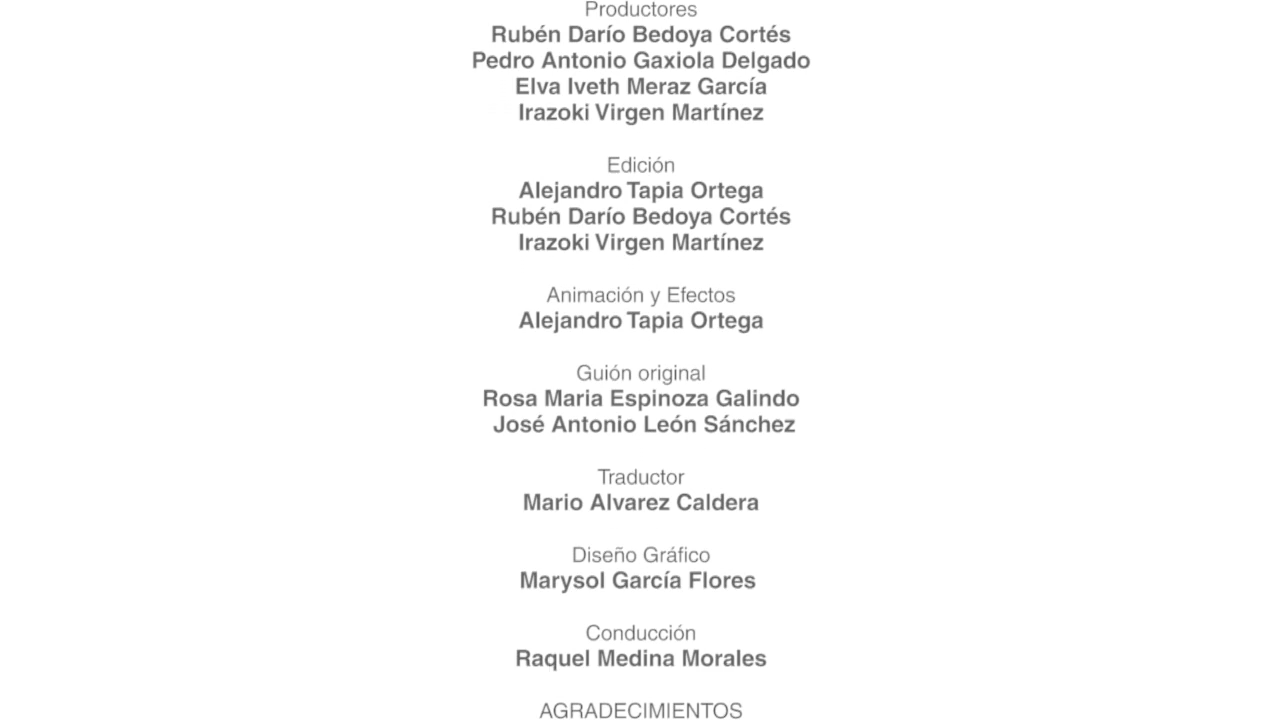 Productores
Rubén Darío Bedoya Cortés
Pedro Antonio Gaxiola Delgado
Elva Iveth Meraz García
Irazoki Virgen Martínez
Edición
Alejandro Tapia Ortega
Rubén Darío Bedoya Cortés
Irazoki Virgen Martínez
Animación y Efectos
Alejandro Tapia Ortega
Guión original
Rosa Maria Espinoza Galindo
José Antonio León Sánchez
Traductor
Mario Alvarez Caldera
Diseño Gráfico
Marysol García Flores
Conducción
Raquel Medina Morales
AGRADECIMIENTOS